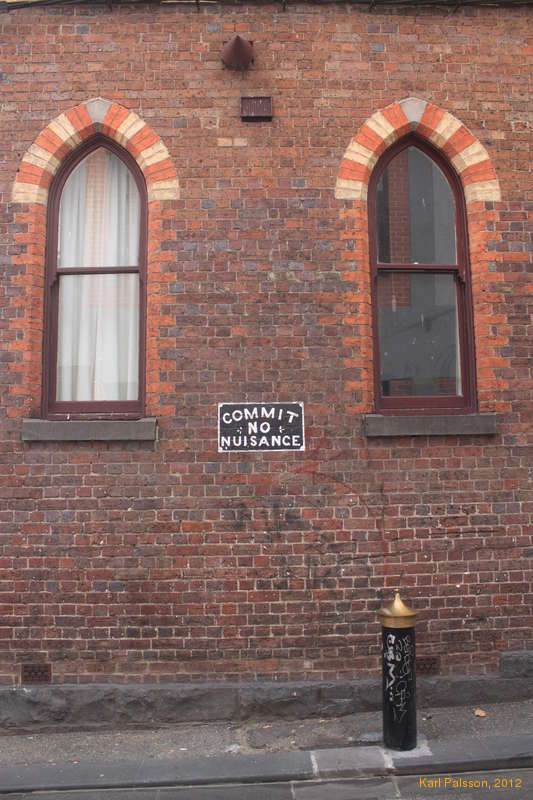 COMMIT
NO
NUISANCE
Karl Palsson, 2012